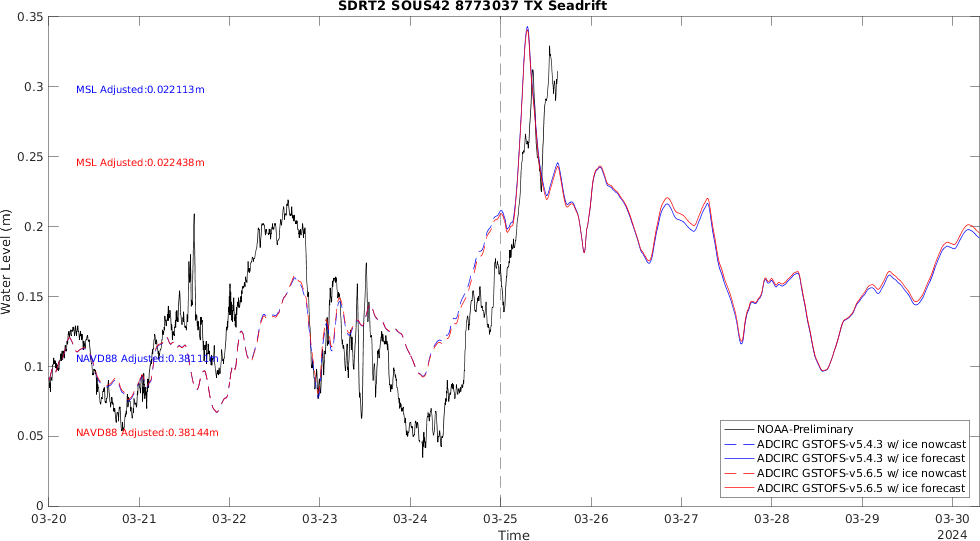 SDRT2 SOUS42 8773037 TX Seadrift
0.35
0.3
0.25
0.2
0.15
0.1
0.05
0
Water Level (m)
MSL Adjusted:0.022113m
MSL Adjusted:0.022438m
NAVD88 Adjusted:0.38144m
NOAA-Preliminary
ADCIRC GSTOFS-v5.4.3 w/ ice nowcast
ADCIRC GSTOFS-v5.4.3 w/ ice forecast
ADCIRC GSTOFS-v5.6.5 w/ ice nowcast
ADCIRC GSTOFS-v5.6.5 w/ ice forecast
03-20 03-21 03-22 03-23 03-24 03-25 03-26 03-27 03-28 03-29 03-30
Time
2024